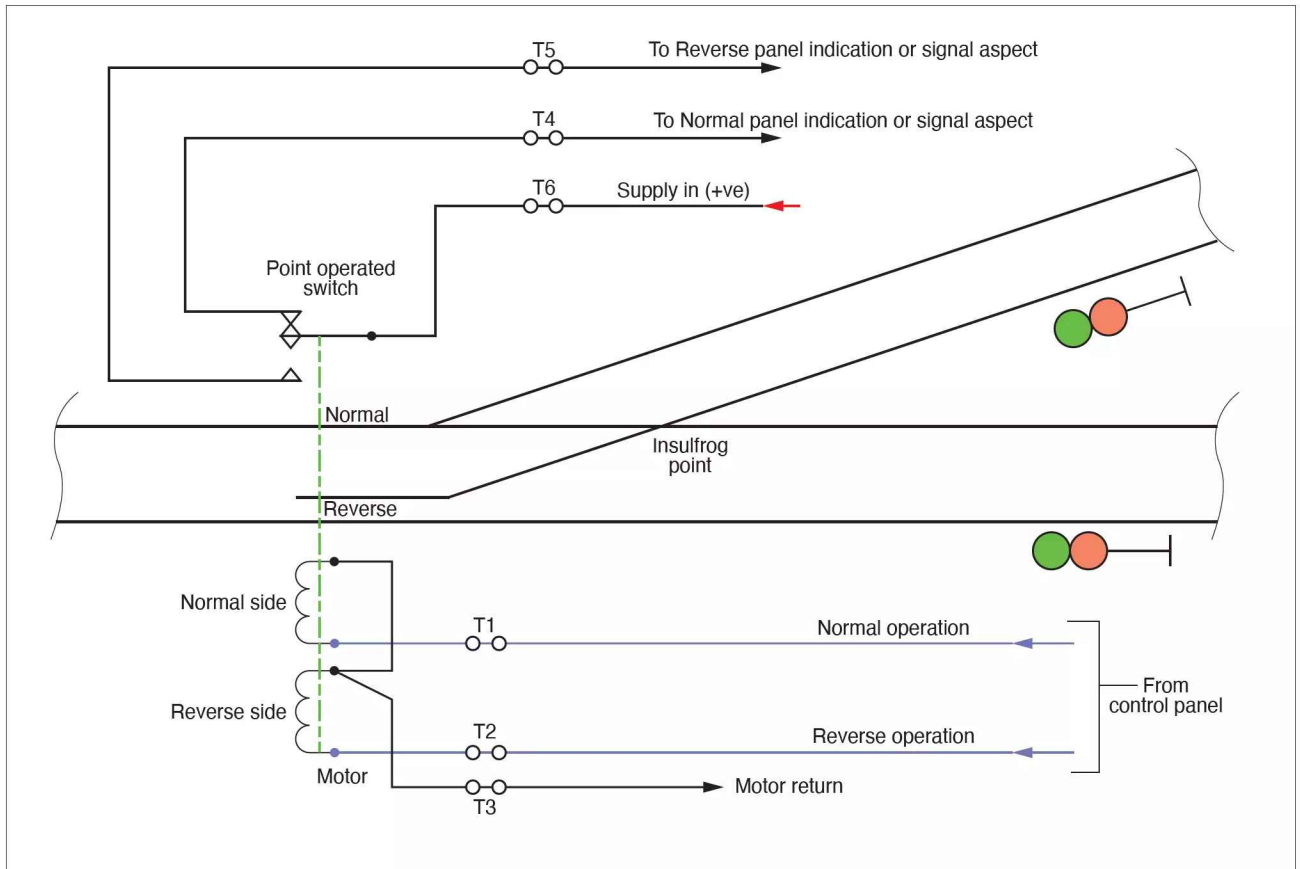 T5
To Reverse panel indication or signal aspect
T4
To Normal panel indication or signal aspect
T6
Supply in (+ve)
Point operated
switch
Normal
Insulfrog
point
Reverse
Normal side
T1
Normal operation
Reverse side
T2
Reverse operation
From
control panel
Motor
T3
Motor return